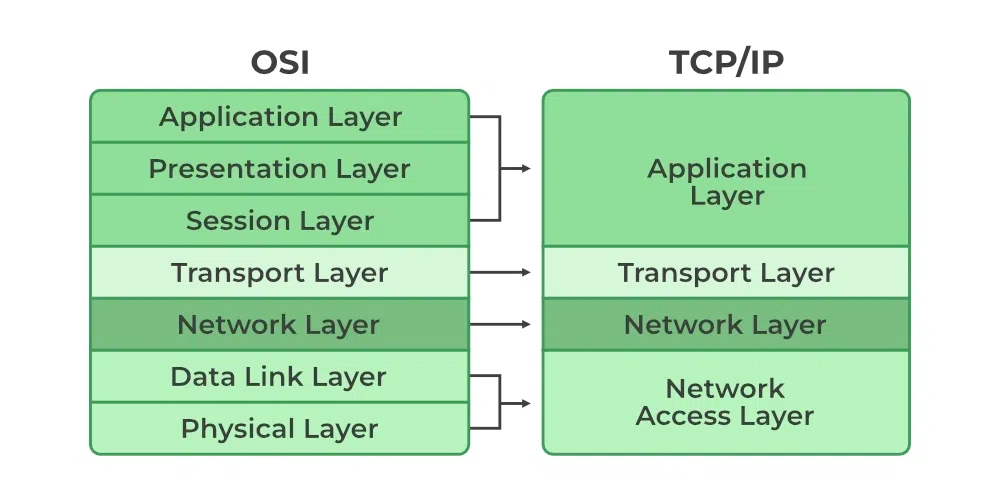 OSI
Application Layer
Presentation Layer
Session Layer
Transport Layer
Network Layer
Data Link Layer
Physical Layer
TCP/IP
Application
Layer
Transport Layer
Network Layer
Network
Access Layer